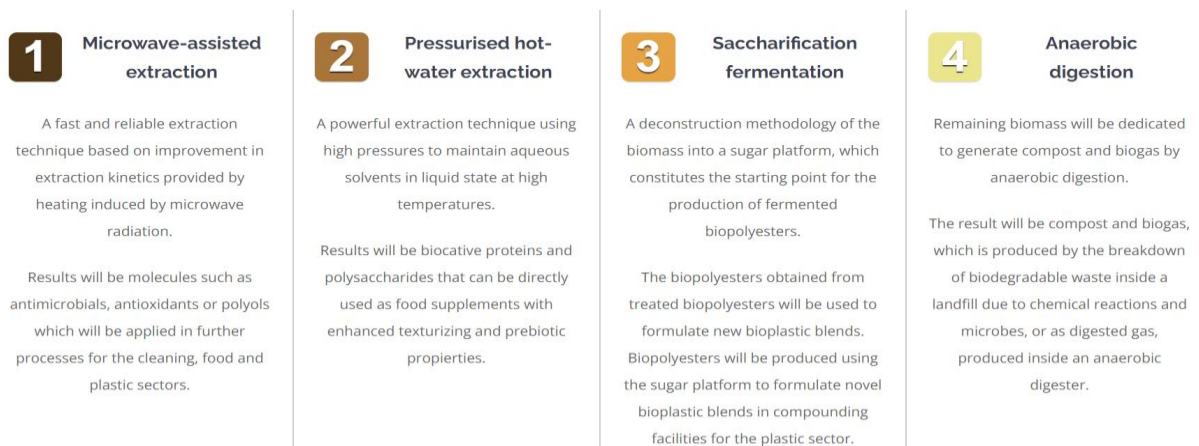 1
Microwave-assisted
extraction
A fast and reliable extraction
technique based on improvement in
extraction kinetics provided by
heating induced by microwave
radiation.
Results will be molecules such as
antimicrobials, antioxidants or polyols
which will be applied in further
processes for the cleaning, food and
plastic sectors.
2
Pressurised hot-
water extraction
A powerful extraction technique using
high pressures to maintain aqueous
solvents in liquid state at high
temperatures.
Results will be biocative proteins and
polysaccharides that can be directly
used as food supplements with
enhanced texturizing and prebiotic
propierties.
3
Saccharification
fermentation
A deconstruction methodology of the
biomass into a sugar platform, which
constitutes the starting point for the
production of fermented
biopolyesters.
The biopolyesters obtained from
treated biopolyesters will be used to
formulate new bioplastic blends.
Biopolyesters will be produced using
the sugar platform to formulate novel
bioplastic blends in compounding
facilities for the plastic sector.
4
Anaerobic
digestion
Remaining biomass will be dedicated
to generate compost and biogas by
anaerobic digestion.
The result will be compost and biogas,
which is produced by the breakdown
of biodegradable waste inside a
landfill due to chemical reactions and
microbes, or as digested gas,
produced inside an anaerobic
digester.